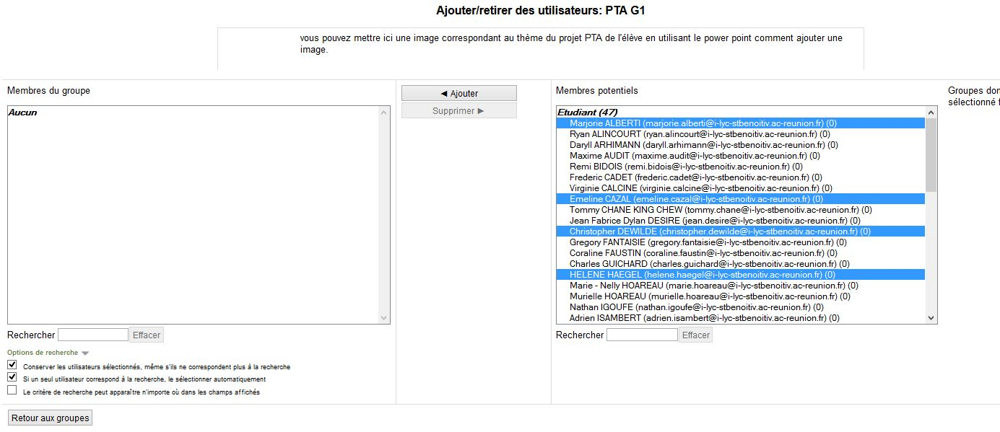 Ajouter/retirer des utilisateurs: PTA G1
vous pouvez mettre ici une image correspondant au thème du projet PTA de l'élève en utilisant le power point comment ajouter une
image.
Membres du groupe
Aucun
Rechercher
Effacer
Options de recherche
Conserver les utilisateurs sélectionnés, même s'ils ne correspondent plus à la recherche
Si un seul utilisateur correspond à la recherche, le sélectionner automatiquement
Le critère de recherche peut apparaître n'importe où dans les champs affichés
◄ Ajouter
Supprimer ►
Membres potentiels
Etudiant (47)
Marjorie ALBERTI (marjorie.alberti@i-lyc-stbenoitiv.ac-reunion.fr) (0)
Ryan ALINCOURT (ryan.alincourt@i-lyc-stbenoitiv.ac-reunion.fr) (0)
Daryll ARHIMANN (daryll.arhimann@i-lyc-stbenoitiv.ac-reunion.fr) (0)
Maxime AUDIT (maxime.audit@i-lyc-stbenoitiv.ac-reunion.fr) (0)
Remi BIDOIS (remi.bidois@i-lyc-stbenoitiv.ac-reunion.fr) (0)
Frederic CADET (frederic.cadet@i-lyc-stbenoitiv.ac-reunion.fr) (0)
Virginie CALCINE (virginie.calcine@i-lyc-stbenoitiv.ac-reunion.fr) (0)
Emeline CAZAL (emeline.cazal@i-lyc-stbenoitiv.ac-reunion.fr) (0)
Tommy CHANE KING CHEW (tommy.chane@i-lyc-stbenoitiv.ac-reunion.fr) (0)
Jean Fabrice Dylan DESIRE (jean.desire@i-lyc-stbenoitiv.ac-reunion.fr) (0)
Christopher DEWILDE (christopher.dewilde@i-lyc-stbenoitiv.ac-reunion.fr) (0)
Gregory FANTAISIE (gregory.fantaisie@i-lyc-stbenoitiv.ac-reunion.fr) (0)
Coraline FAUSTIN (coraline.faustin@i-lyc-stbenoitiv.ac-reunion.fr) (0)
Charles GUICHARD (charles.guichard@i-lyc-stbenoitiv.ac-reunion.fr) (0)
HELENE HAEGEL (helene.haegel@i-lyc-stbenoitiv.ac-reunion.fr) (0)
Marie - Nelly HOAREAU (marie.hoareau@i-lyc-stbenoitiv.ac-reunion.fr) (0)
Murielle HOAREAU (murielle.hoareau@i-lyc-stbenoitiv.ac-reunion.fr) (0)
Nathan IGOUFE (nathan.igoufe@i-lyc-stbenoitiv.ac-reunion.fr) (0)
Adrien ISAMBERT (adrien.isambert@i-lyc-stbenoitiv.ac-reunion.fr) (0)
Rechercher
Effacer
Groupes dor
sélectionné f
Retour aux groupes